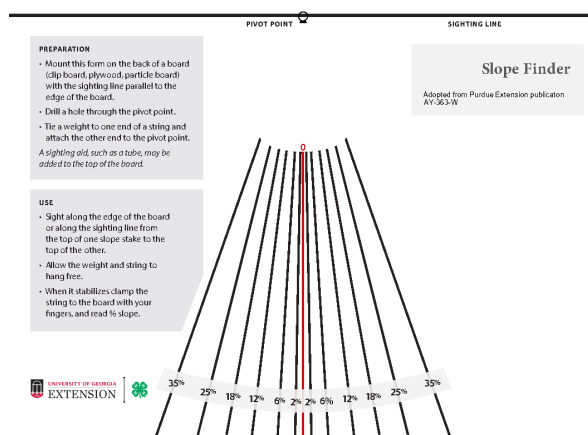 PIVOT POINT
SIGHTING LINE
PREPARATION
• Mount this form on the back of a board
(clip board, plywood, particle board)
with the sighting line parallel to the
edge of the board.
• Drill a hole through the pivot point.
• Tie a weight to one end of a string and
attach the other end to the pivot point.
A sighting aid, such as a tube, may be
added to the top of the board.
Slope Finder
Adopted from Purdue Extension publicaton
AY-363-W
0
USE
• Sight along the edge of the board
or along the sighting line from
the top of one slope stake to the
top of the other.
• Allow the weight and string to
hang free.
• When it stabilizes clamp the
string to the board with your
fingers, and read % slope.
35% 25% 18% 12% 6% 2% 2% 6% 12% 18% 25% 35%
UNIVERSITY OF GEORGIA
EXTENSION